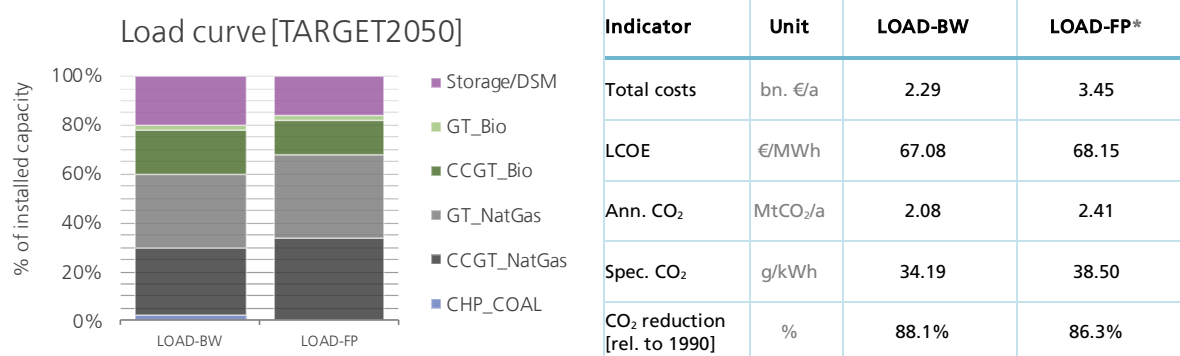 Load curve [TARGET2050]
% of installed capacity
100%
80%
60%
40%
20%
0%
LOAD-BW
LOAD-FP
Storage/DSM
GT_Bio
CCGT_Bio
GT_NatGas
CCGT_NatGas
CHP_COAL
Indicator Unit LOAD-BW LOAD-FP*
Total costs bn. €/a 2.29 3.45
LCOE €/MWh 67.08 68.15
Ann. CO₂ MtCO₂/a 2.08 2.41
Spec. CO₂ g/kWh 34.19 38.50
CO₂ reduction
[rel. to 1990] % 88.1% 86.3%